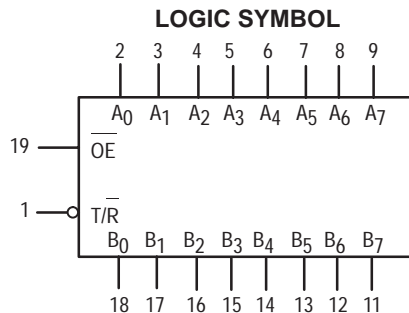 LOGIC SYMBOL
2 3 4 5 6 7 8 9
A0 A1 A2 A3 A4 A5 A6 A7
19 OE
1 T/R
B0 B1 B2 B3 B4 B5 B6 B7
18 17 16 15 14 13 12 11